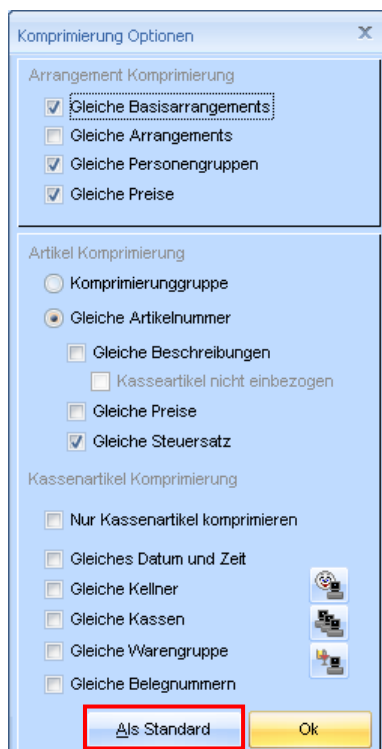 Komprimierung Optionen
Arrangement Komprimierung
Gleiche Basisarrangements
Gleiche Arrangements
Gleiche Personengruppen
Gleiche Preise
Artikel Komprimierung
Komprimierunggruppe
Gleiche Artikelnummer
Gleiche Beschreibungen
Kasseartikel nicht einbezogen
Gleiche Preise
Gleiche Steuersatz
Kassenartikel Komprimierung
Nur Kassenartikel komprimieren
Gleiches Datum und Zeit
Gleiche Kellner
Gleiche Kassen
Gleiche Warengruppe
Gleiche Belegnummern
Als Standard Ok